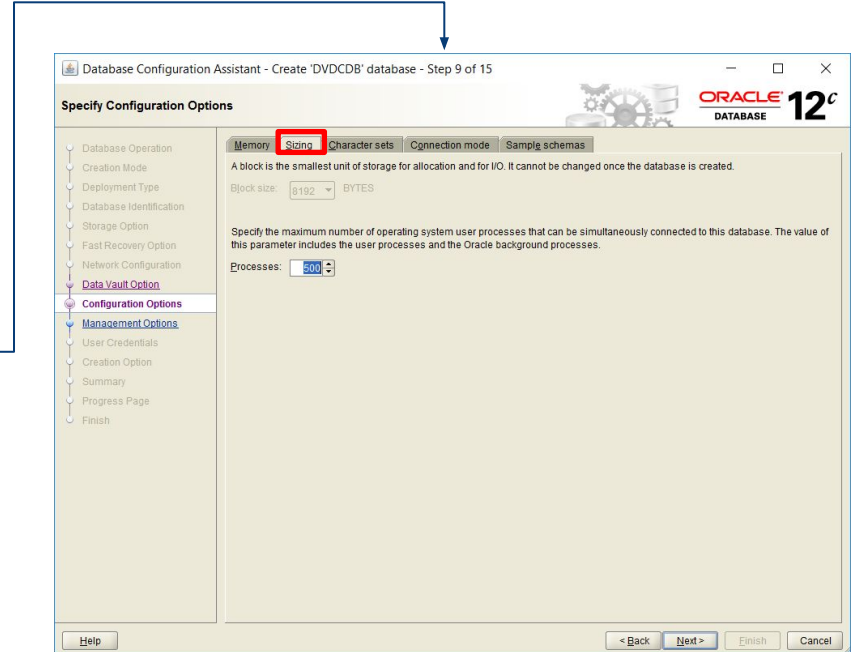 Database Configuration Assistant - Create 'DVDCDB' database - Step 9 of 15
Specify Configuration Options
ORACLE DATABASE 12c
Database Operation
Creation Mode
Deployment Type
Database Identification
Storage Option
Fast Recovery Option
Network Configuration
Data Vault Option
Configuration Options
Management Options
User Credentials
Creation Option
Summary
Progress Page
Finish
Memory Sizing Character sets Connection mode Sample schemas
A block is the smallest unit of storage for allocation and for I/O. It cannot be changed once the database is created.
Block size: 8192 BYTES
Specify the maximum number of operating system user processes that can be simultaneously connected to this database. The value of
this parameter includes the user processes and the Oracle background processes.
Processes: 500
Help < Back Next > Finish Cancel